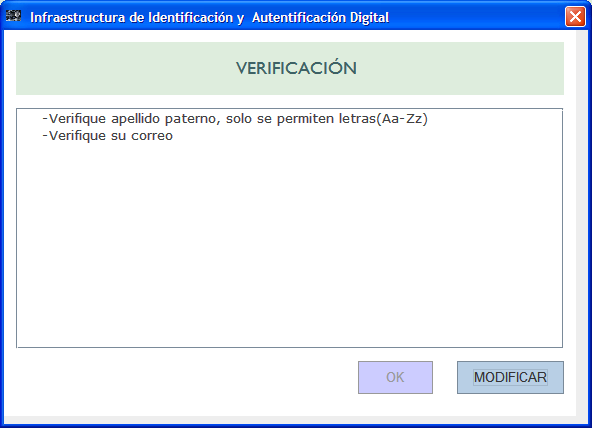 Infraestructura de Identificación y  Autentificación Digital
VERIFICACIÓN
-Verifique apellido paterno, solo se permiten letras(Aa-Zz)
-Verifique su correo
OK
MODIFICAR